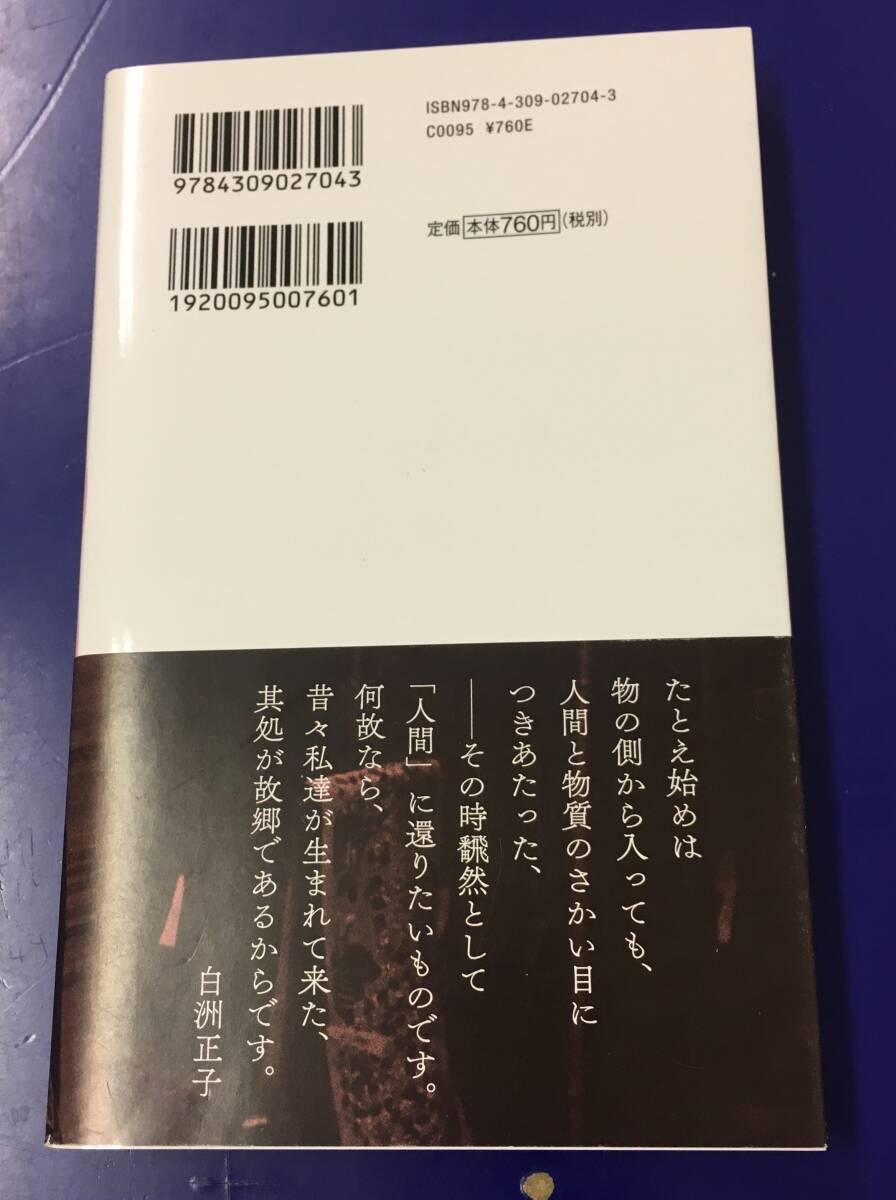 ISBN978-4-309-02704-3
C0095 ¥760E
9784309027043
定価 本体760円 (税別)
1920095007601
たとえ始めは
物の側から入っても、
人間と物質のさかい目に
つきあたった、
――その時飜然として
「人間」に還りたいものです。
何故なら、
昔々私達が生まれて来た、
其処が故郷であるからです。
白洲正子